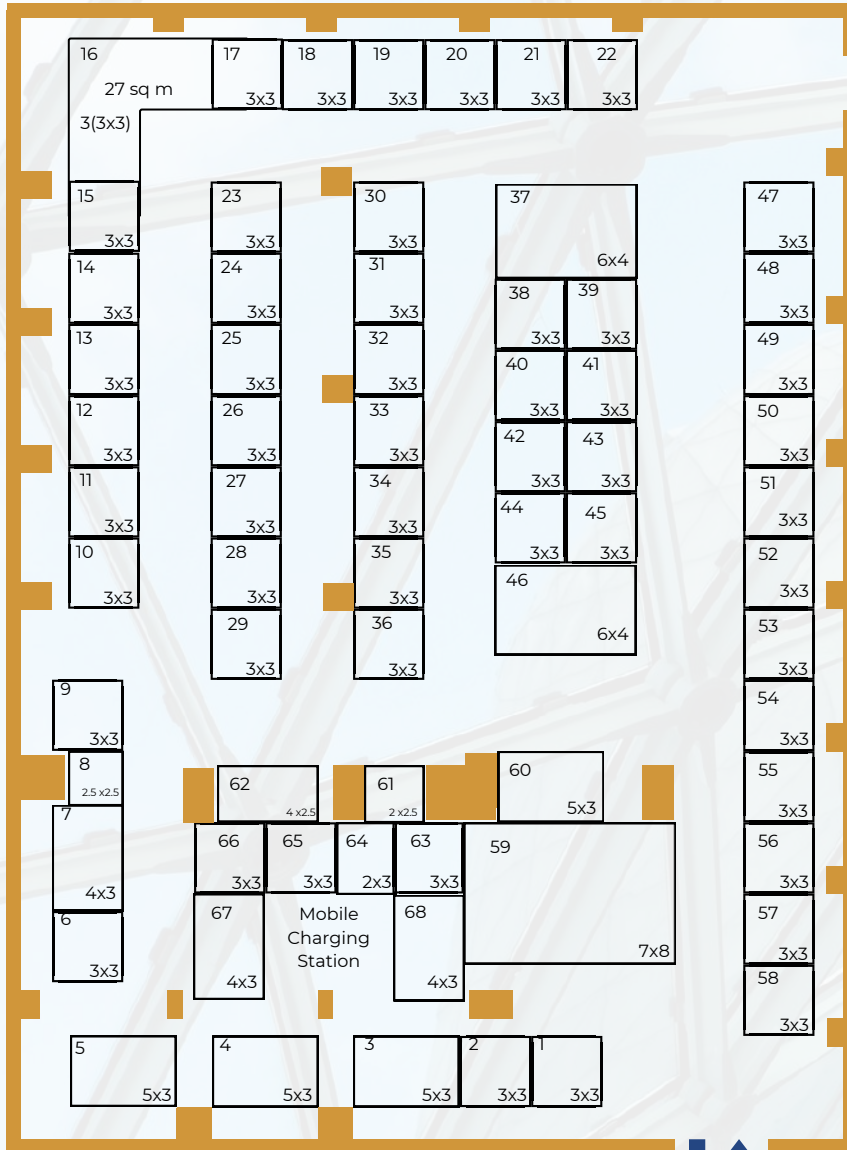 16
27 sq m
3(3x3)
17
3x3
18
3x3
19
3x3
20
3x3
21
3x3
22
3x3
15
3x3
14
3x3
13
3x3
12
3x3
11
3x3
10
3x3
23
3x3
24
3x3
25
3x3
26
3x3
27
3x3
28
3x3
29
3x3
30
3x3
31
3x3
32
3x3
33
3x3
34
3x3
35
3x3
36
3x3
37
6x4
38
3x3
39
3x3
40
3x3
41
3x3
42
3x3
43
3x3
44
3x3
45
3x3
46
6x4
47
3x3
48
3x3
49
3x3
50
3x3
51
3x3
52
3x3
53
3x3
54
3x3
55
3x3
56
3x3
57
3x3
58
3x3
9
3x3
8
2.5 x2.5
7
4x3
6
3x3
62
4 x2.5
61
2 x2.5
60
5x3
66
3x3
65
3x3
64
2x3
63
3x3
59
7x8
67
4x3
Mobile
Charging
Station
68
4x3
5
5x3
4
5x3
3
5x3
2
3x3
1
3x3